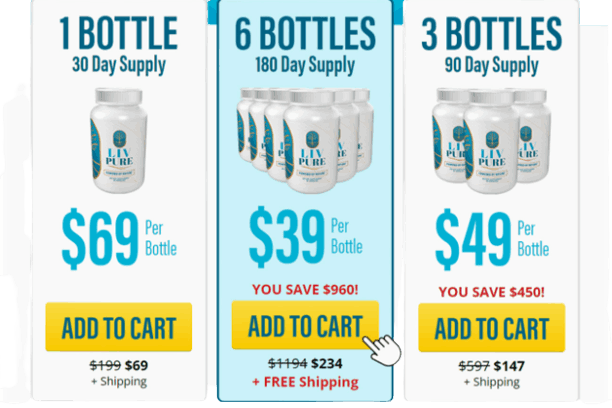 1 BOTTLE
30 Day Supply
LIV
PURE
$69 Per
Bottle
ADD TO CART
$199 $69
+ Shipping
6 BOTTLES
180 Day Supply
LIV
PURE
$39 Per
Bottle
YOU SAVE $960!
ADD TO CART
$1194 $234
+ FREE Shipping
3 BOTTLES
90 Day Supply
LIV
PURE
LIV
PURE
$49 Per
Bottle
YOU SAVE $450!
ADD TO CART
$597 $147
+ Shipping